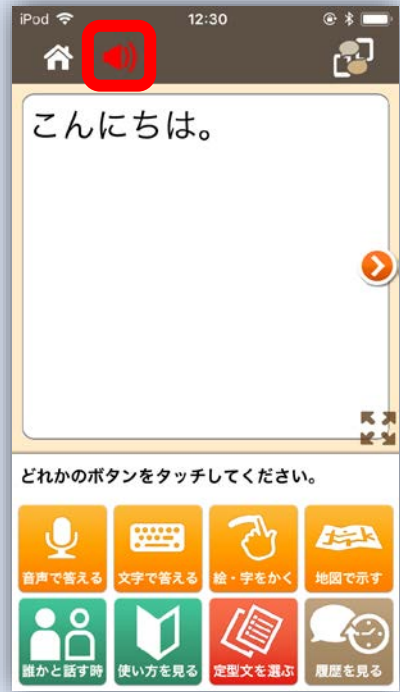 iPod 12:30
こんにちは。
どれかのボタンをタッチしてください。
音声で答える 文字で答える 絵・字をかく 地図で示す
誰かと話す時 使い方を見る 定型文を選ぶ 履歴を見る